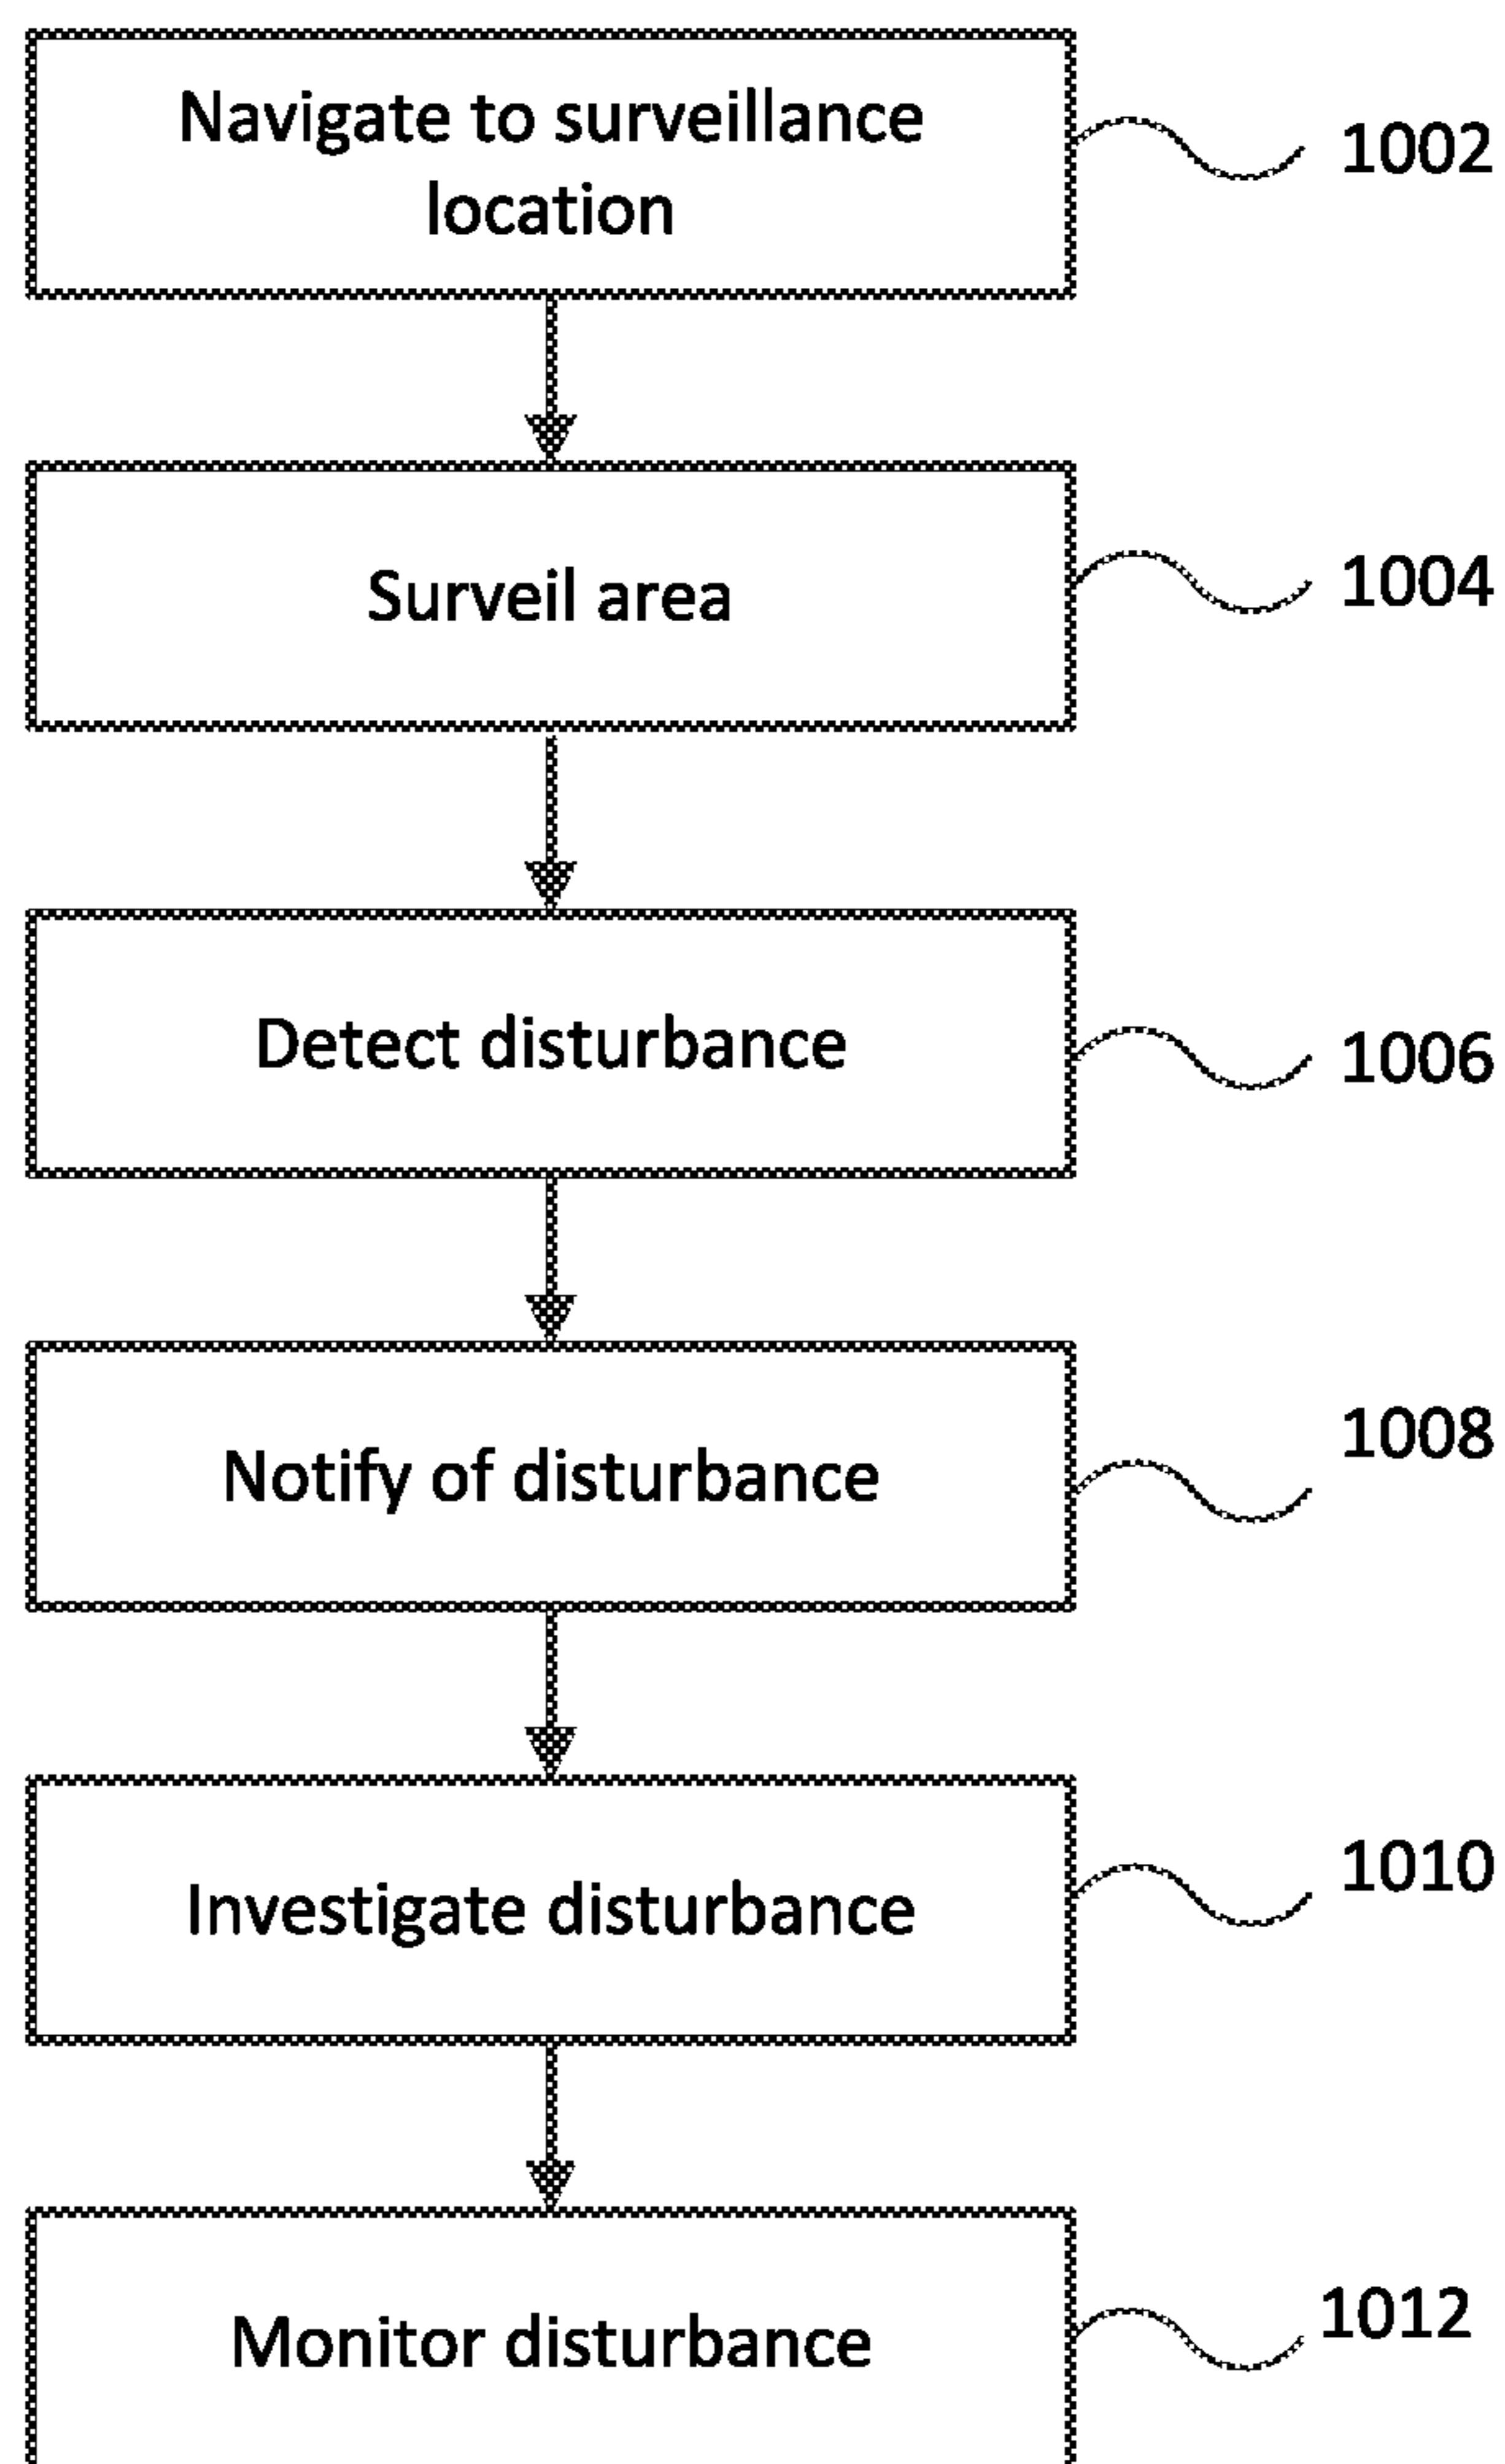 Navigate to surveillance
location
1002
Surveil area
1004
Detect disturbance
1006
Notify of disturbance
1008
Investigate disturbance
1010
Monitor disturbance
1012